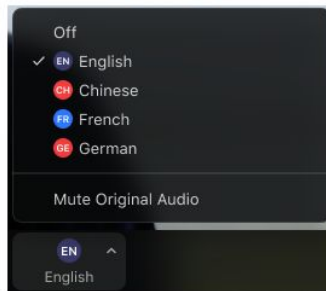 Off
EN English
CH Chinese
FR French
GE German
Mute Original Audio
EN
English